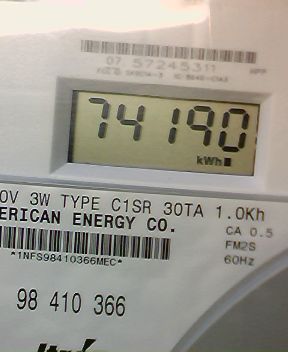 07 57245311
74190
kWh
0V 3W TYPE C1SR 30TA 1.0Kh
ERICAN ENERGY CO.
CA 0.5
FM2S
*1NFS98410366MEC*
60Hz
98 410 366